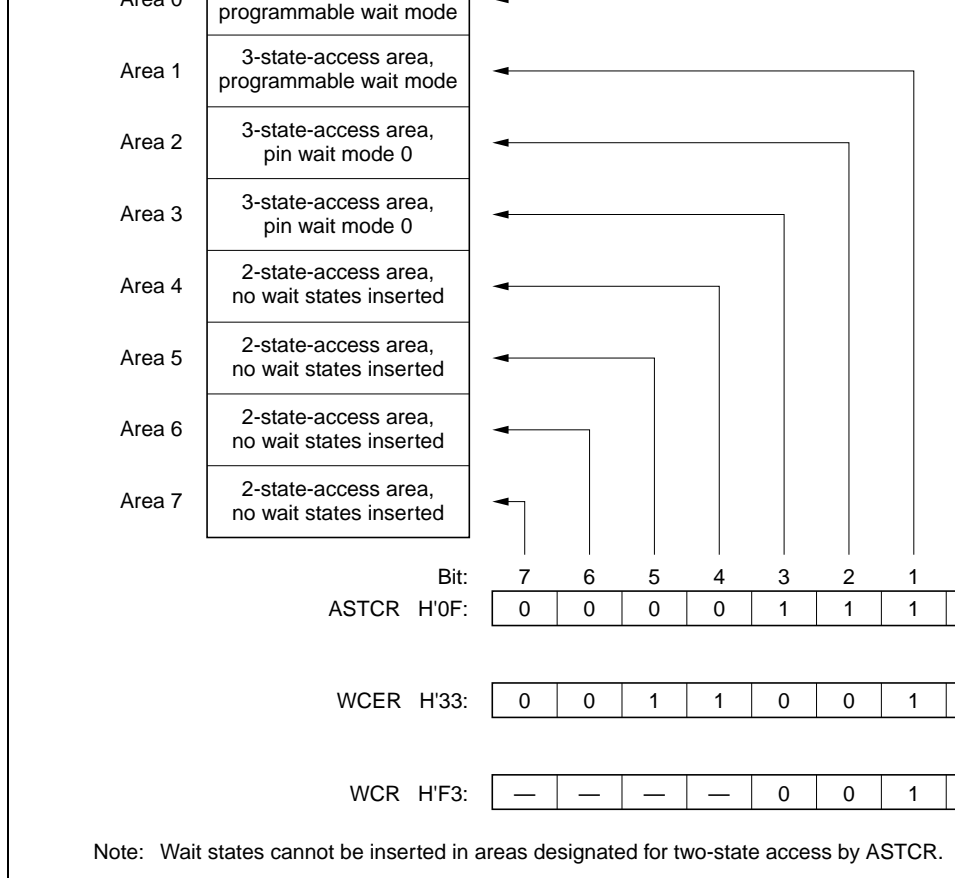 Area 0
programmable wait mode
Area 1
3-state-access area,
programmable wait mode
Area 2
3-state-access area,
pin wait mode 0
Area 3
3-state-access area,
pin wait mode 0
Area 4
2-state-access area,
no wait states inserted
Area 5
2-state-access area,
no wait states inserted
Area 6
2-state-access area,
no wait states inserted
Area 7
2-state-access area,
no wait states inserted
Bit: 7 6 5 4 3 2 1
ASTCR H'0F: 0 0 0 0 1 1 1
WCER H'33: 0 0 1 1 0 0 1
WCR H'F3: — — — — 0 0 1
Note: Wait states cannot be inserted in areas designated for two-state access by ASTCR.